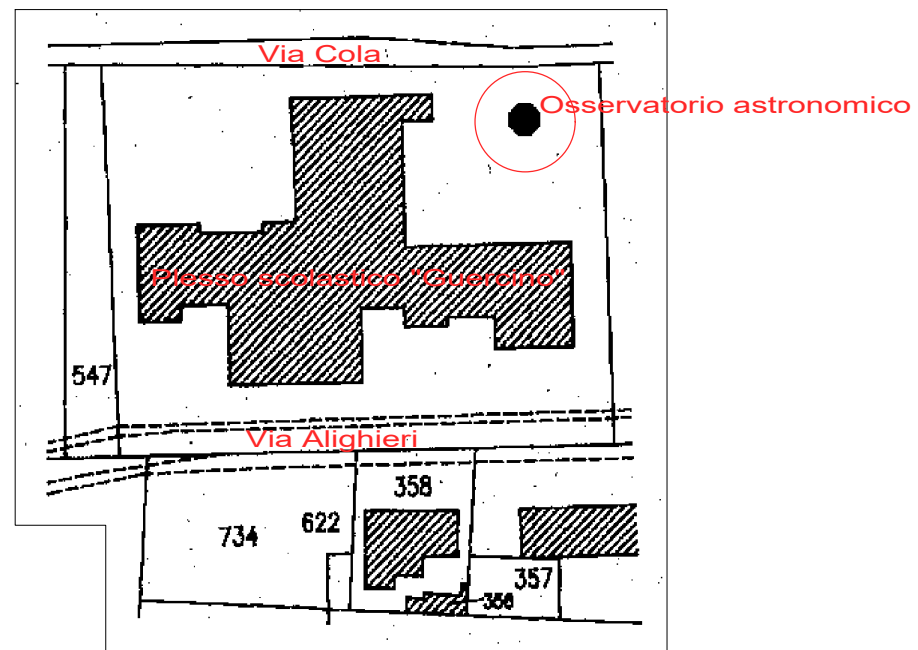 Via Cola
Osservatorio astronomico
Plesso scolastico "Guercino"
547
Via Alighieri
358
622
734
357
356